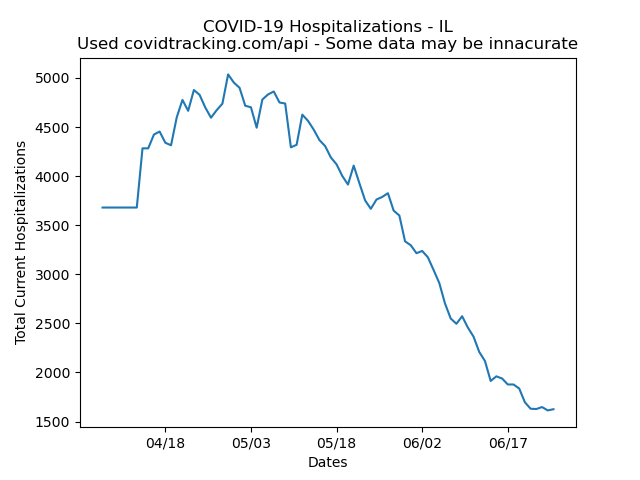 COVID-19 Hospitalizations - IL
Used covidtracking.com/api - Some data may be innacurate
5000
4500
4000
3500
3000
2500
2000
1500
Total Current Hospitalizations
04/18 05/03 05/18 06/02 06/17
Dates